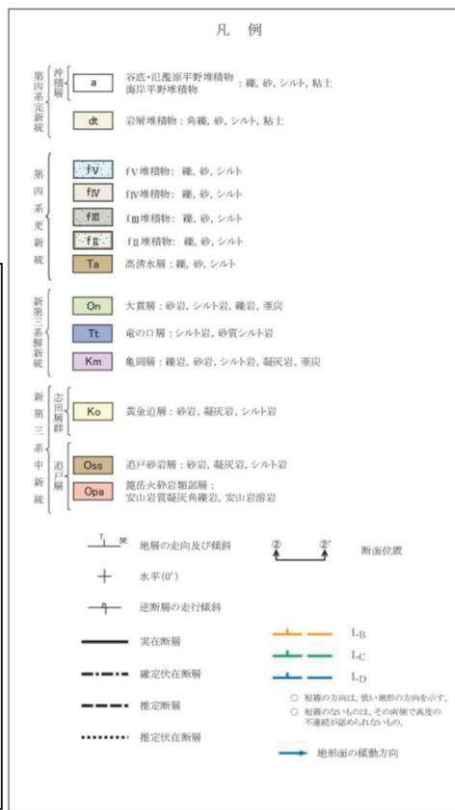 凡 例
第四系完新統
沖積層
a
谷底・氾濫原平野堆積物
海岸平野堆積物
:礫, 砂, シルト, 粘土
dt
岩屑堆積物:角礫, 砂, シルト, 粘土
第四系更新統
fⅤ
fⅤ堆積物: 礫, 砂, シルト
fⅣ
fⅣ堆積物: 礫, 砂, シルト
fⅢ
fⅢ堆積物: 礫, 砂, シルト
fⅡ
fⅡ堆積物: 礫, 砂, シルト
Ta
高清水層:礫, 砂, シルト
新第三系鮮新統
On
大貫層:砂岩, シルト岩, 礫岩, 亜炭
Tt
竜の口層:シルト岩, 砂質シルト岩
Km
亀岡層:礫岩, 砂岩, シルト岩, 凝灰岩, 亜炭
新第三系中新統
志田層群
Ko
黄金迫層:砂岩, 凝灰岩, シルト岩
追戸層
Oss
追戸砂岩層:砂岩, 凝灰岩, シルト岩
Opa
箟岳火砕岩類部層:
安山岩質凝灰角礫岩, 安山岩溶岩
7 SE
地層の走向及び傾斜
② ②'
断面位置
水平(0°)
逆断層の走行傾斜
実在断層
LB
確定伏在断層
LC
LD
推定断層
○ 短線の方向は, 低い地形の方向を示す。
○ 短線のないものは, その両側で高度の
不連続が認められないもの。
推定伏在断層
地形面の傾動方向